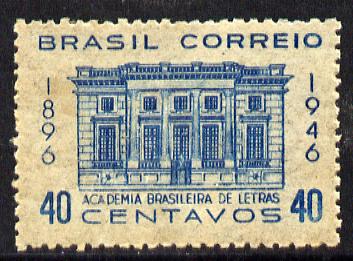 BRASIL CORREIO
1896
1946
ACADEMIA BRASILEIRA DE LETRAS
40 CENTAVOS 40